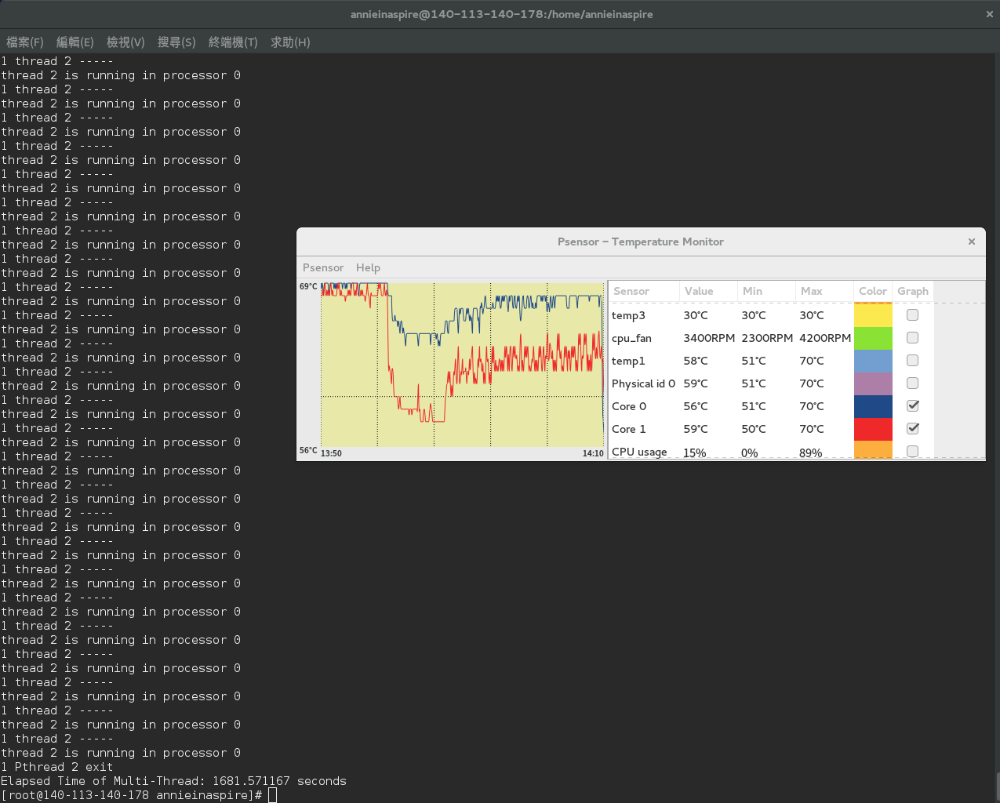 annieinaspire@140-113-140-178:/home/annieinaspire ×
檔案(F) 編輯(E) 檢視(V) 搜尋(S) 終端機(T) 求助(H)
1 thread 2 -----
thread 2 is running in processor 0
1 thread 2 -----
thread 2 is running in processor 0
1 thread 2 -----
thread 2 is running in processor 0
1 thread 2 -----
thread 2 is running in processor 0
1 thread 2 -----
thread 2 is running in processor 0
1 thread 2 -----
thread 2 is running in processor 0
1 thread 2 -----
thread 2 is running in processor 0
1 thread 2 -----
thread 2 is running in processor 0
1 thread 2 -----
thread 2 is running in processor 0
1 thread 2 -----
thread 2 is running in processor 0
1 thread 2 -----
thread 2 is running in processor 0
1 thread 2 -----
thread 2 is running in processor 0
1 thread 2 -----
thread 2 is running in processor 0
1 thread 2 -----
thread 2 is running in processor 0
1 thread 2 -----
thread 2 is running in processor 0
1 thread 2 -----
thread 2 is running in processor 0
1 thread 2 -----
thread 2 is running in processor 0
1 thread 2 -----
thread 2 is running in processor 0
1 thread 2 -----
thread 2 is running in processor 0
1 thread 2 -----
thread 2 is running in processor 0
1 thread 2 -----
thread 2 is running in processor 0
1 thread 2 -----
thread 2 is running in processor 0
1 thread 2 -----
thread 2 is running in processor 0
1 thread 2 -----
thread 2 is running in processor 0
1 thread 2 -----
thread 2 is running in processor 0
1 Pthread 2 exit
Elapsed Time of Multi-Thread: 1681.571167 seconds
[root@140-113-140-178 annieinaspire]#
Psensor - Temperature Monitor ×
Psensor Help
69°C
56°C
13:50 14:10
Sensor Value Min Max Color Graph
temp3 30°C 30°C 30°C
cpu_fan 3400RPM 2300RPM 4200RPM
temp1 58°C 51°C 70°C
Physical id 0 59°C 51°C 70°C
Core 0 56°C 51°C 70°C
Core 1 59°C 50°C 70°C
CPU usage 15% 0% 89%